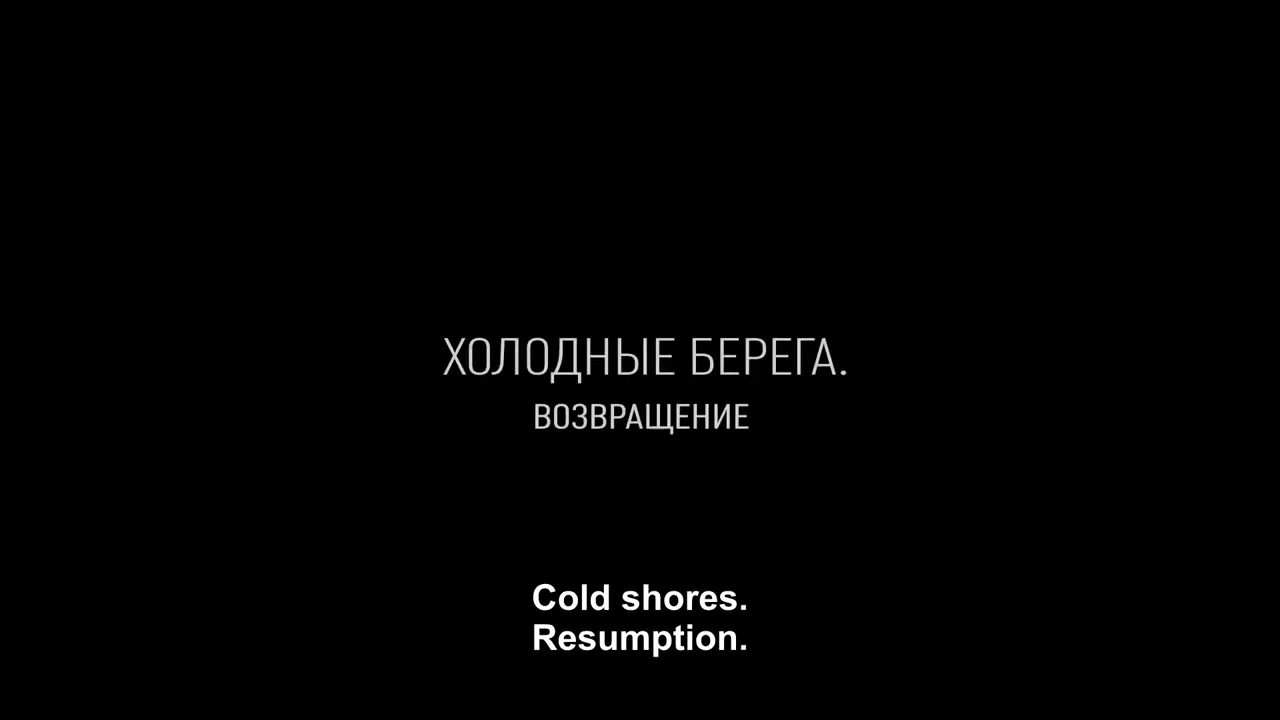 ХОЛОДНЫЕ БЕРЕГА.
ВОЗВРАЩЕНИЕ
Cold shores.
Resumption.